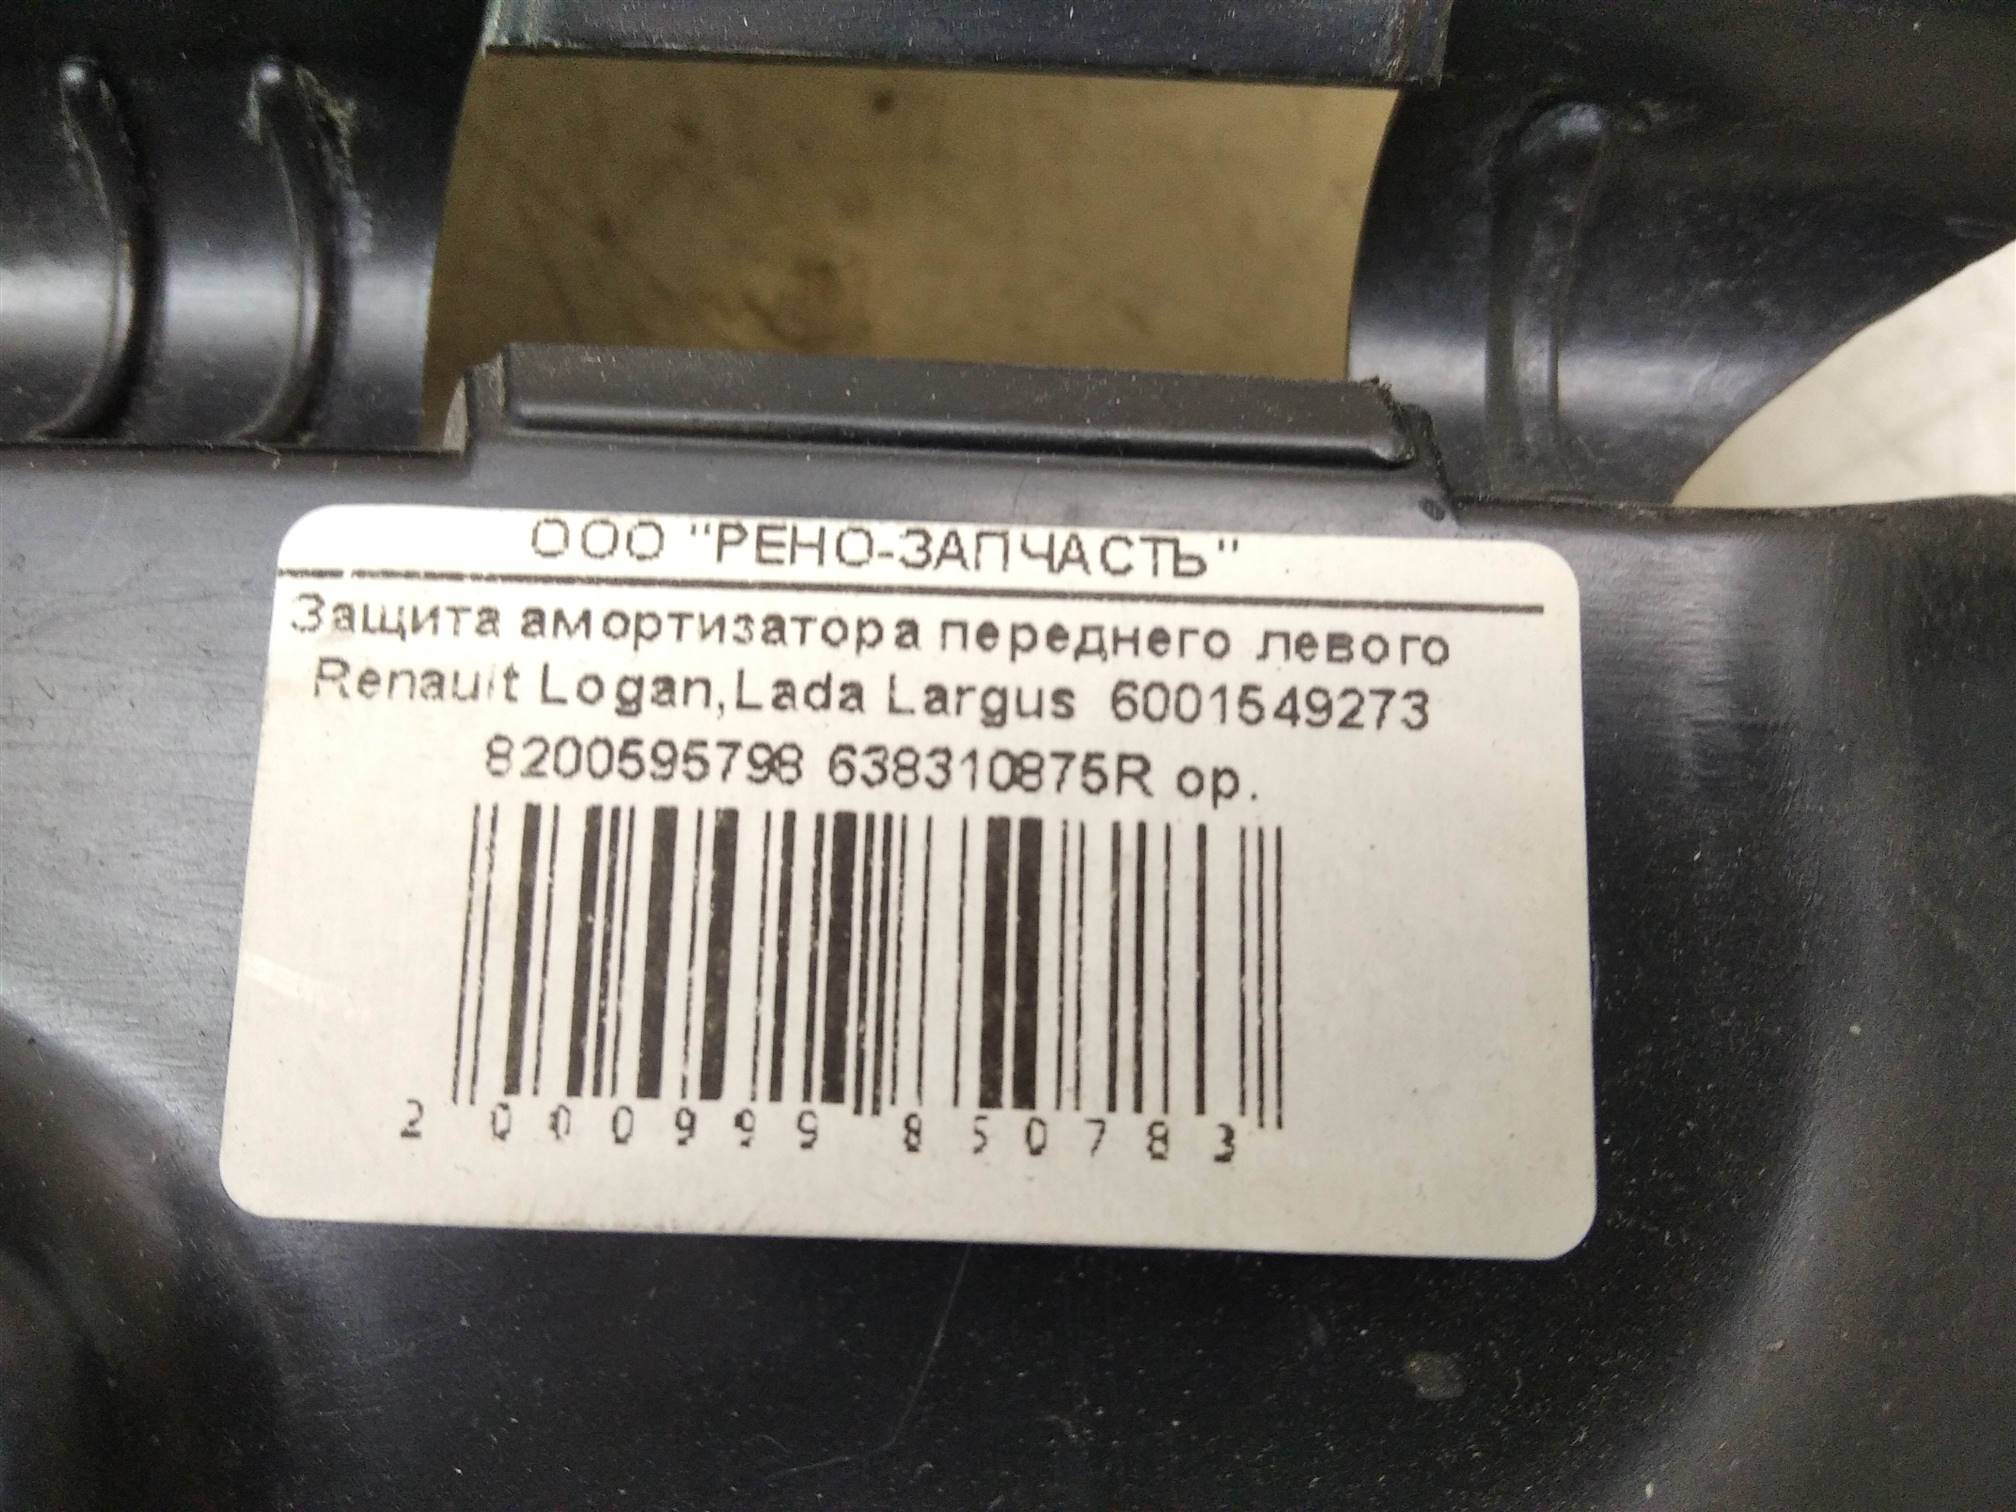 ООО "РЕНО-ЗАПЧАСТЬ"
Защита амортизатора переднего левого
Renault Logan,Lada Largus 6001549273
8200595798 638310875R ор.
2 000999 850783